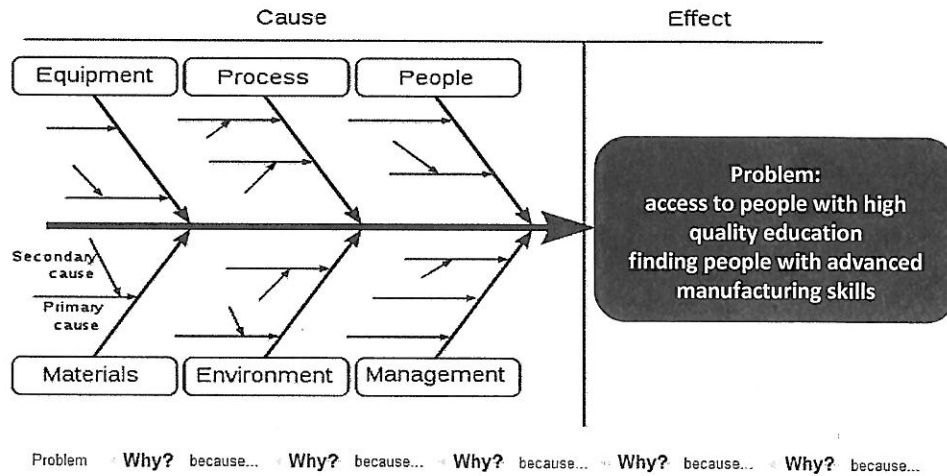 Cause Effect
Equipment Process People
Problem:
access to people with high
quality education
finding people with advanced
manufacturing skills
Secondary
cause
Primary
cause
Materials Environment Management
Problem Why? because... Why? because... Why? because... Why? because... Why? because...